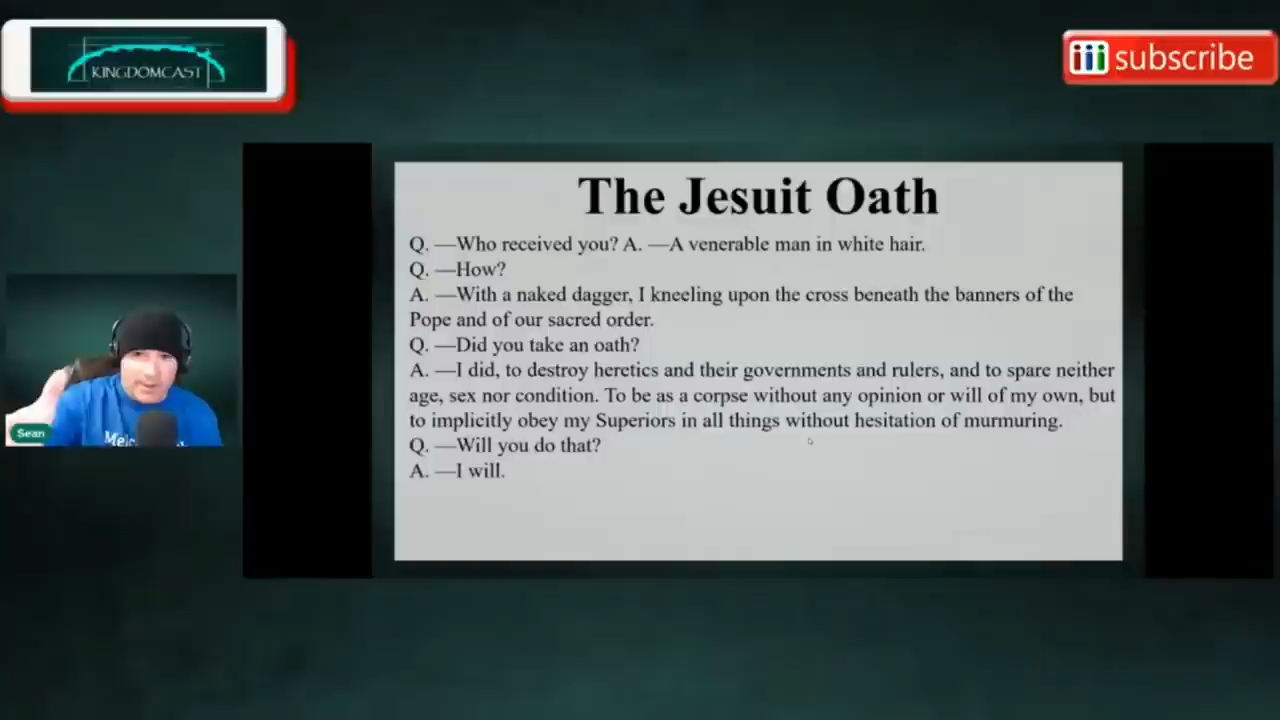 KINGDOMCAST
subscribe
The Jesuit Oath
Q. —Who received you? A. —A venerable man in white hair.
Q. —How?
A. —With a naked dagger, I kneeling upon the cross beneath the banners of the
Pope and of our sacred order.
Q. —Did you take an oath?
A. —I did, to destroy heretics and their governments and rulers, and to spare neither
age, sex nor condition. To be as a corpse without any opinion or will of my own, but
to implicitly obey my Superiors in all things without hesitation of murmuring.
Q. —Will you do that?
A. —I will.
Sean